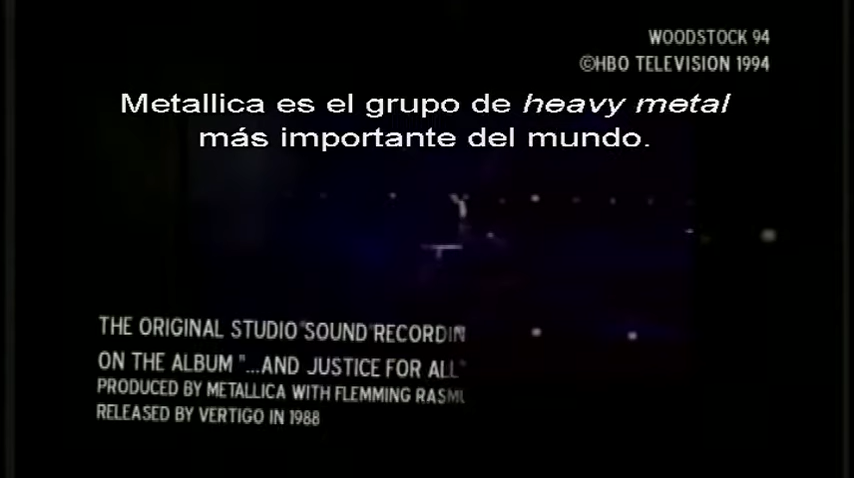 WOODSTOCK 94
©HBO TELEVISION 1994
Metallica es el grupo de heavy metal
más importante del mundo.
THE ORIGINAL STUDIO SOUND
ON THE ALBUM "...AND JUSTICE FOR ALL"
PRODUCED BY METALLICA WITH FLEMMING
RELEASED BY VERTIGO IN 1988